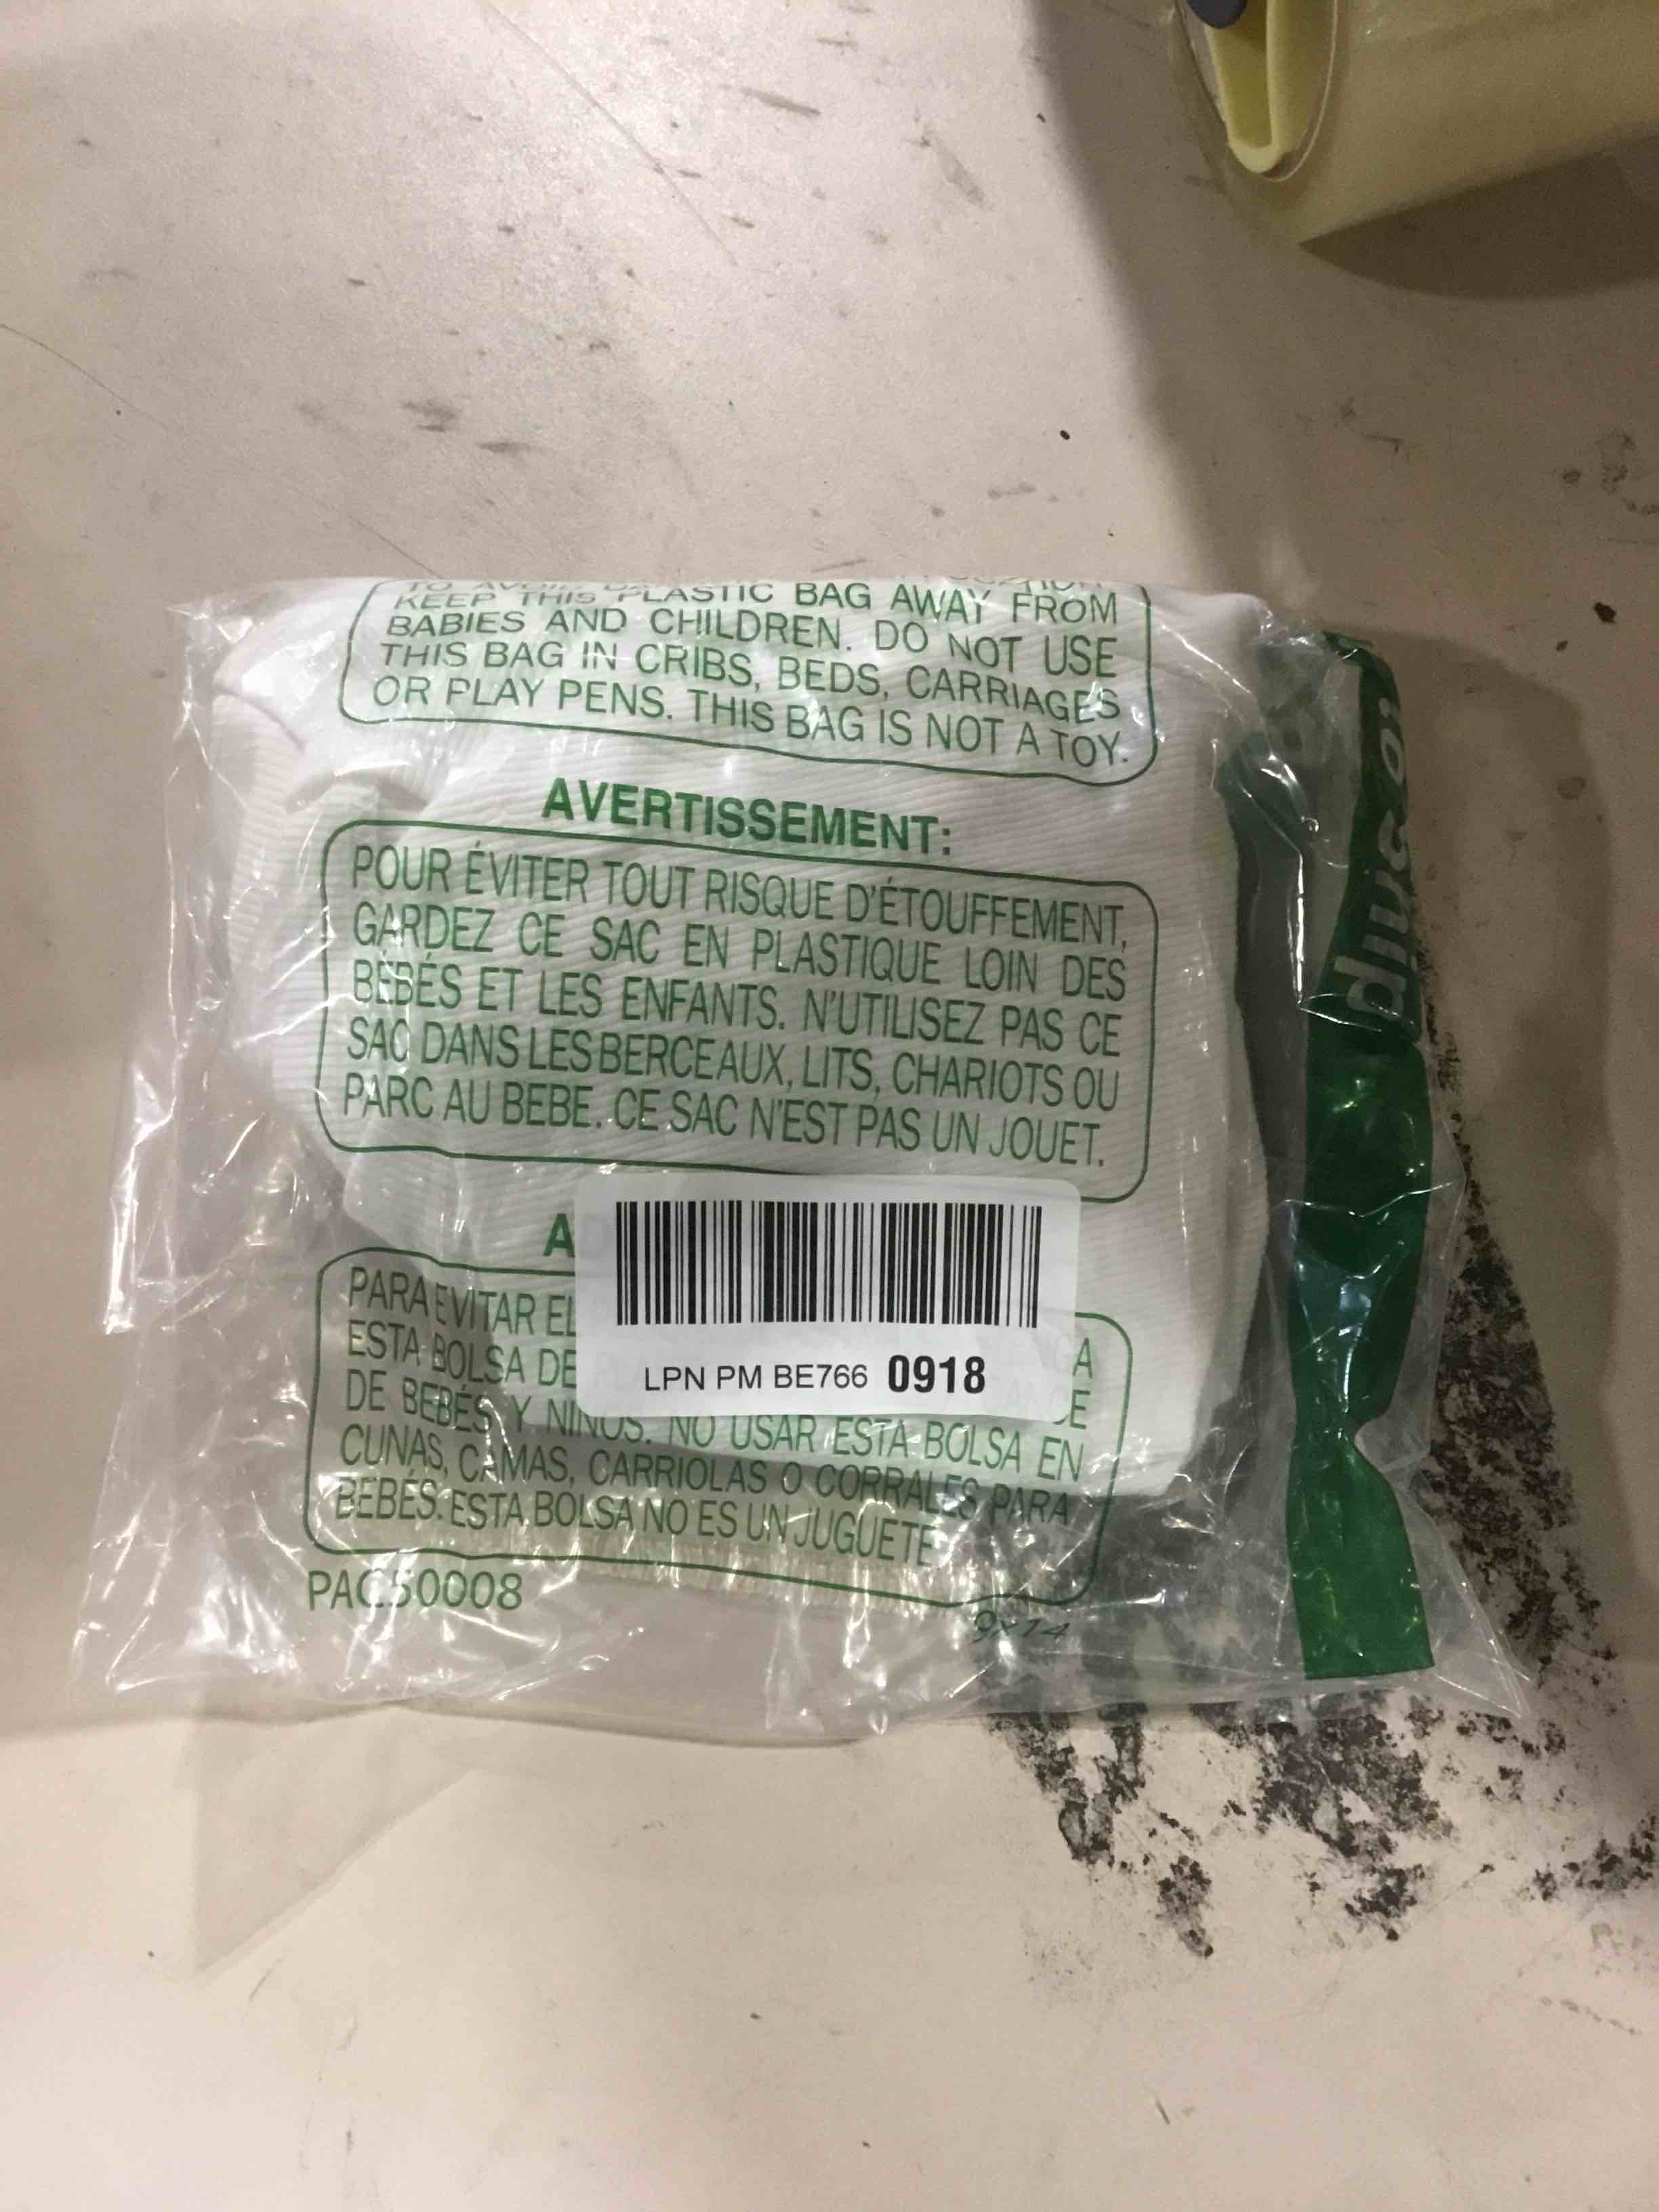 KEEP THIS PLASTIC BAG AWAY FROM
BABIES AND CHILDREN. DO NOT USE
THIS BAG IN CRIBS, BEDS, CARRIAGES
OR PLAY PENS. THIS BAG IS NOT A TOY.
AVERTISSEMENT:
POUR ÉVITER TOUT RISQUE D'ÉTOUFFEMENT,
GARDEZ CE SAC EN PLASTIQUE LOIN DES
BÉBÉS ET LES ENFANTS. N'UTILISEZ PAS CE
SAC DANS LES BERCEAUX, LITS, CHARIOTS OU
PARC AU BEBE. CE SAC N'EST PAS UN JOUET.
PARA EVITAR EL
ESTA BOLSA DE
DE BEBÉS Y NIÑOS. NO USAR ESTA BOLSA EN
CUNAS, CAMAS, CARRIOLAS O CORRALES PARA
BEBÉS. ESTA BOLSA NO ES UN JUGUETE
LPN PM BE766 0918
PAC50008
9x14